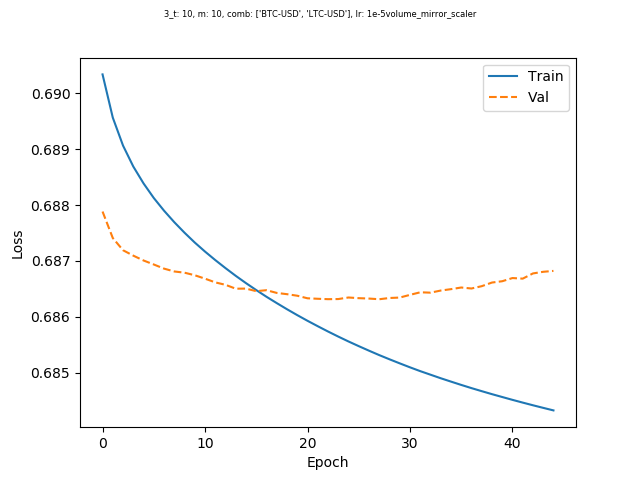 3_t: 10, m: 10, comb: ['BTC-USD', 'LTC-USD'], lr: 1e-5volume_mirror_scaler
Train
Val
0.690
0.689
0.688
0.687
0.686
0.685
Loss
0 10 20 30 40
Epoch